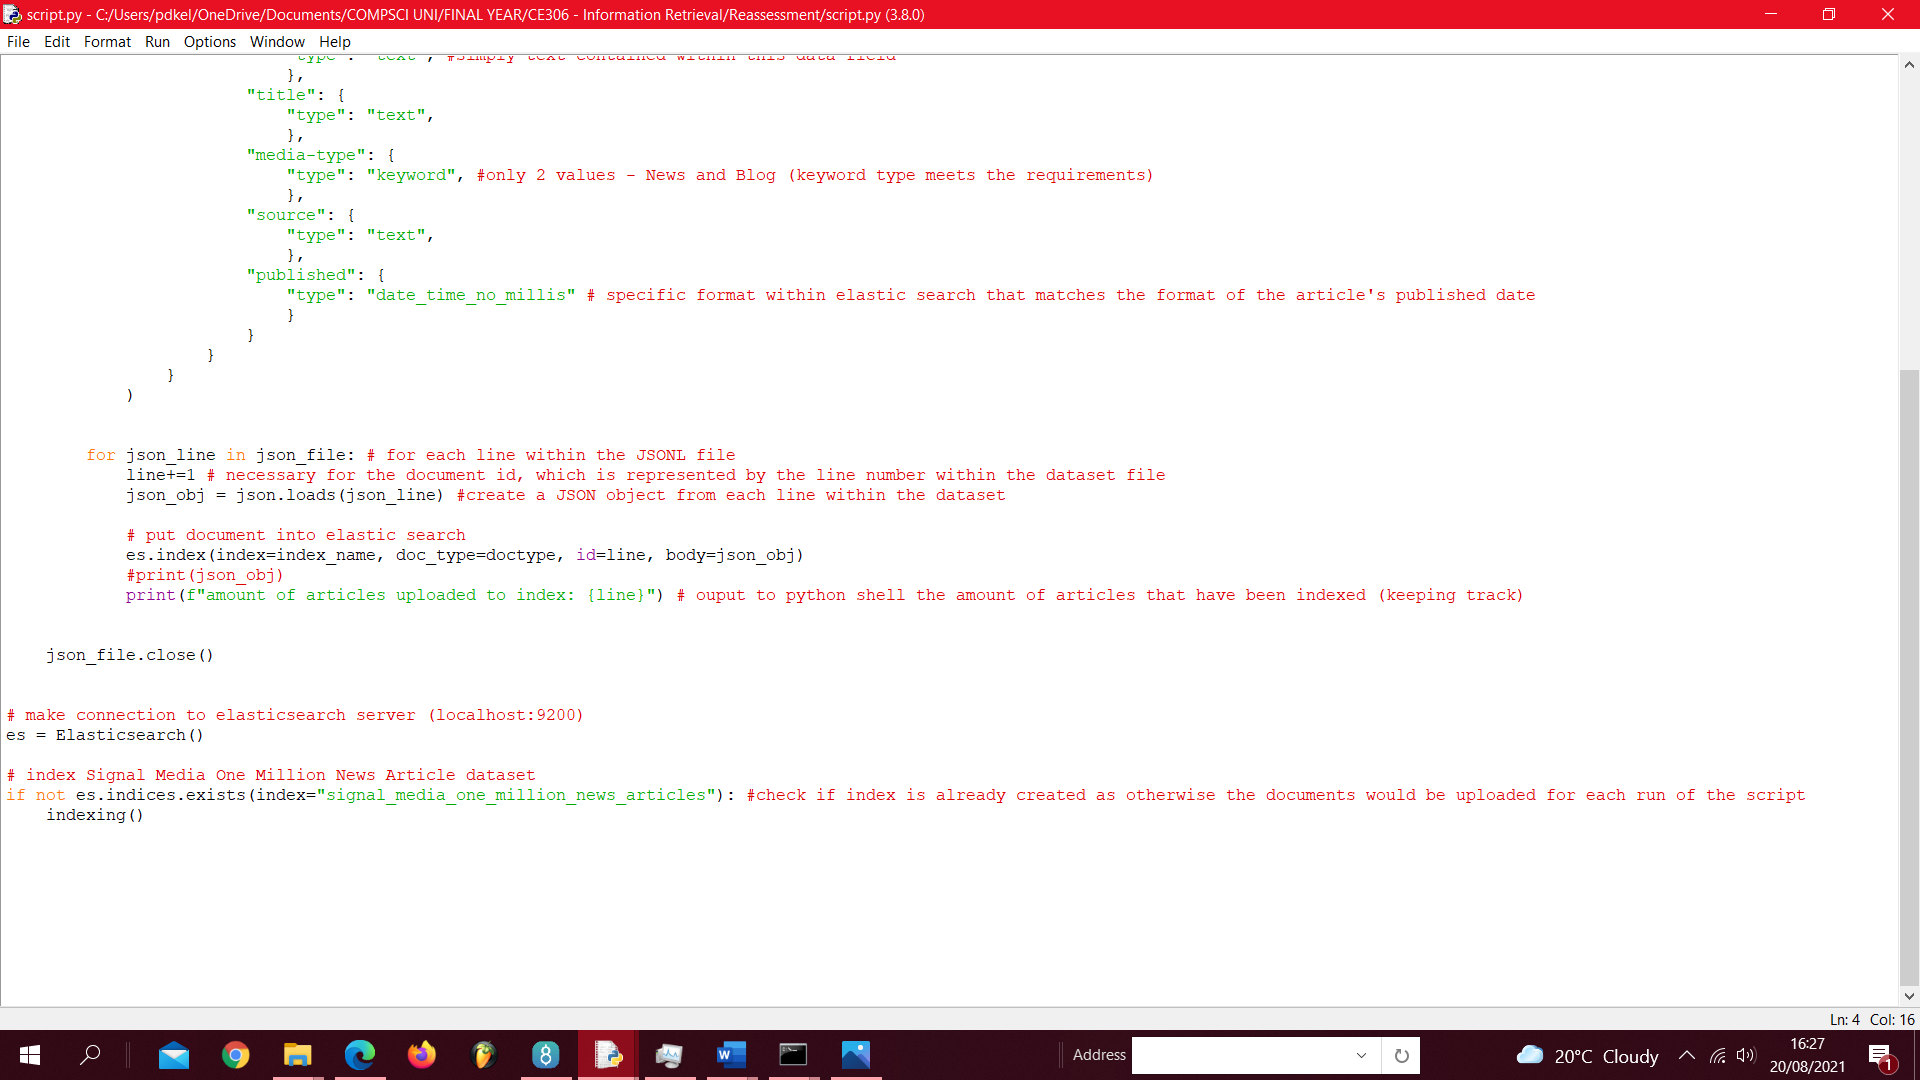 script.py - C:/Users/pdkel/OneDrive/Documents/COMPSCI UNI/FINAL YEAR/CE306 - Information Retrieval/Reassessment/script.py (3.8.0)
File Edit Format Run Options Window Help
"type": "text", #simply text contained within this data field
},
"title": {
"type": "text",
},
"media-type": {
"type": "keyword", #only 2 values - News and Blog (keyword type meets the requirements)
},
"source": {
"type": "text",
},
"published": {
"type": "date_time_no_millis" # specific format within elastic search that matches the format of the article's published date
}
}
}
}
)
for json_line in json_file: # for each line within the JSONL file
line+=1 # necessary for the document id, which is represented by the line number within the dataset file
json_obj = json.loads(json_line) #create a JSON object from each line within the dataset
# put document into elastic search
es.index(index=index_name, doc_type=doctype, id=line, body=json_obj)
#print(json_obj)
print(f"amount of articles uploaded to index: {line}") # ouput to python shell the amount of articles that have been indexed (keeping track)
json_file.close()
# make connection to elasticsearch server (localhost:9200)
es = Elasticsearch()
# index Signal Media One Million News Article dataset
if not es.indices.exists(index="signal_media_one_million_news_articles"): #check if index is already created as otherwise the documents would be uploaded for each run of the script
indexing()
Ln: 4 Col: 16
Address
20°C Cloudy
16:27
20/08/2021
1